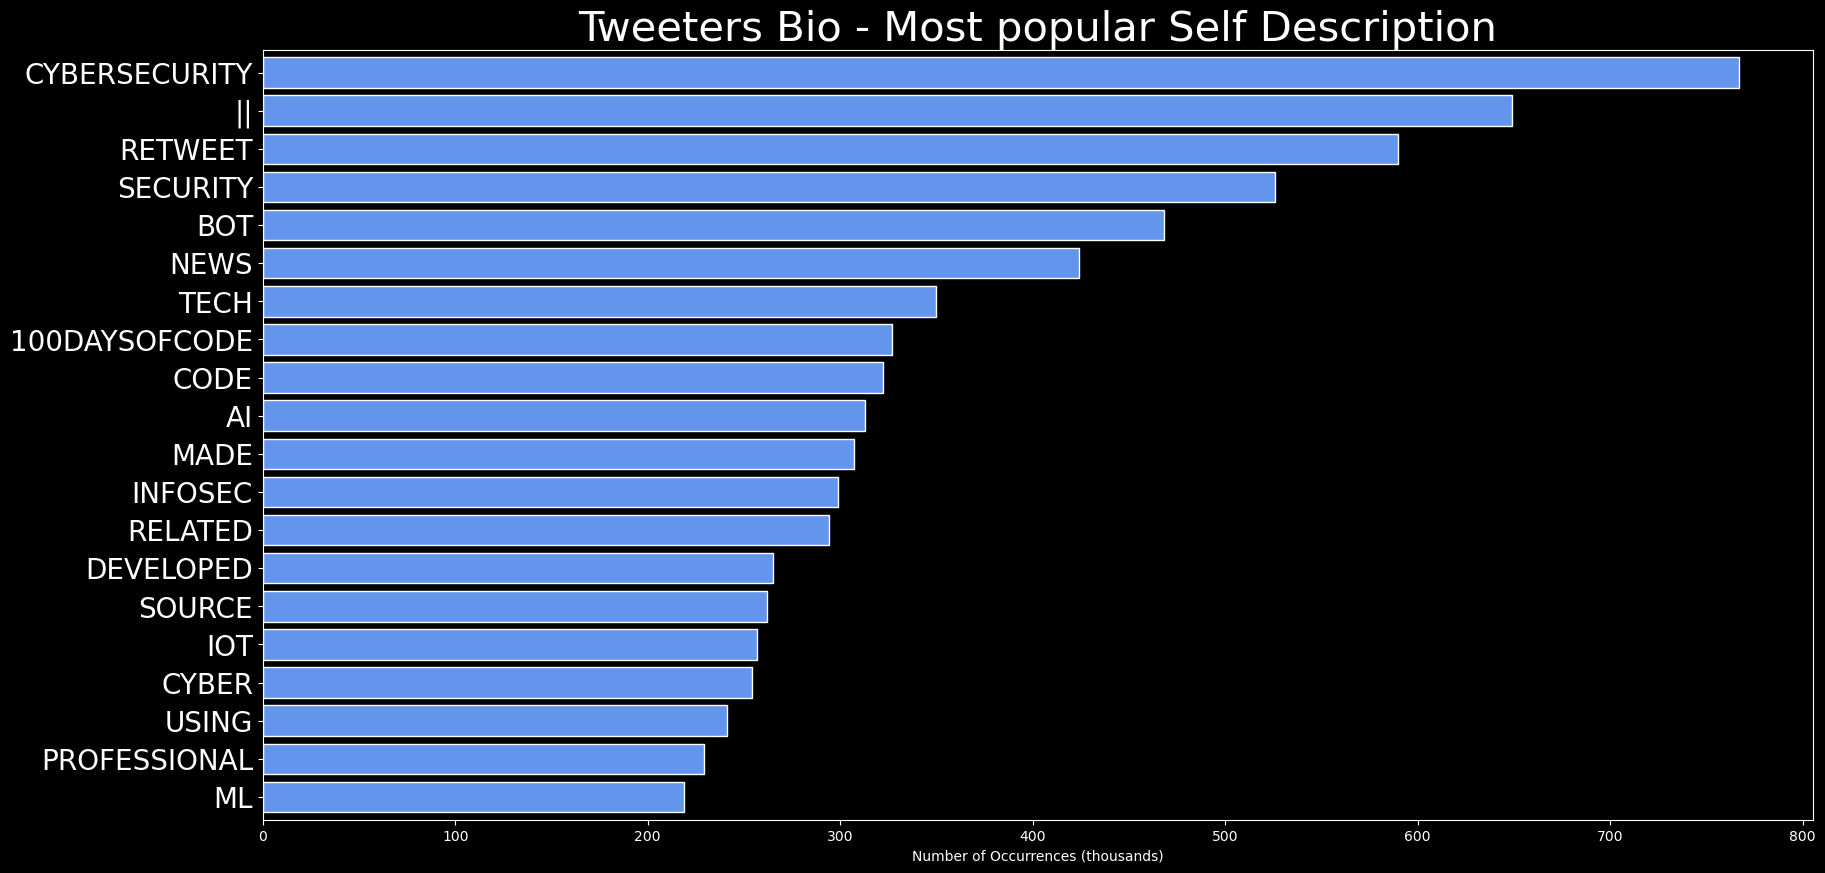 Tweeters Bio - Most popular Self Description
CYBERSECURITY
||
RETWEET
SECURITY
BOT
NEWS
TECH
100DAYSOFCODE
CODE
AI
MADE
INFOSEC
RELATED
DEVELOPED
SOURCE
IOT
CYBER
USING
PROFESSIONAL
ML
0 100 200 300 400 500 600 700 800
Number of Occurrences (thousands)